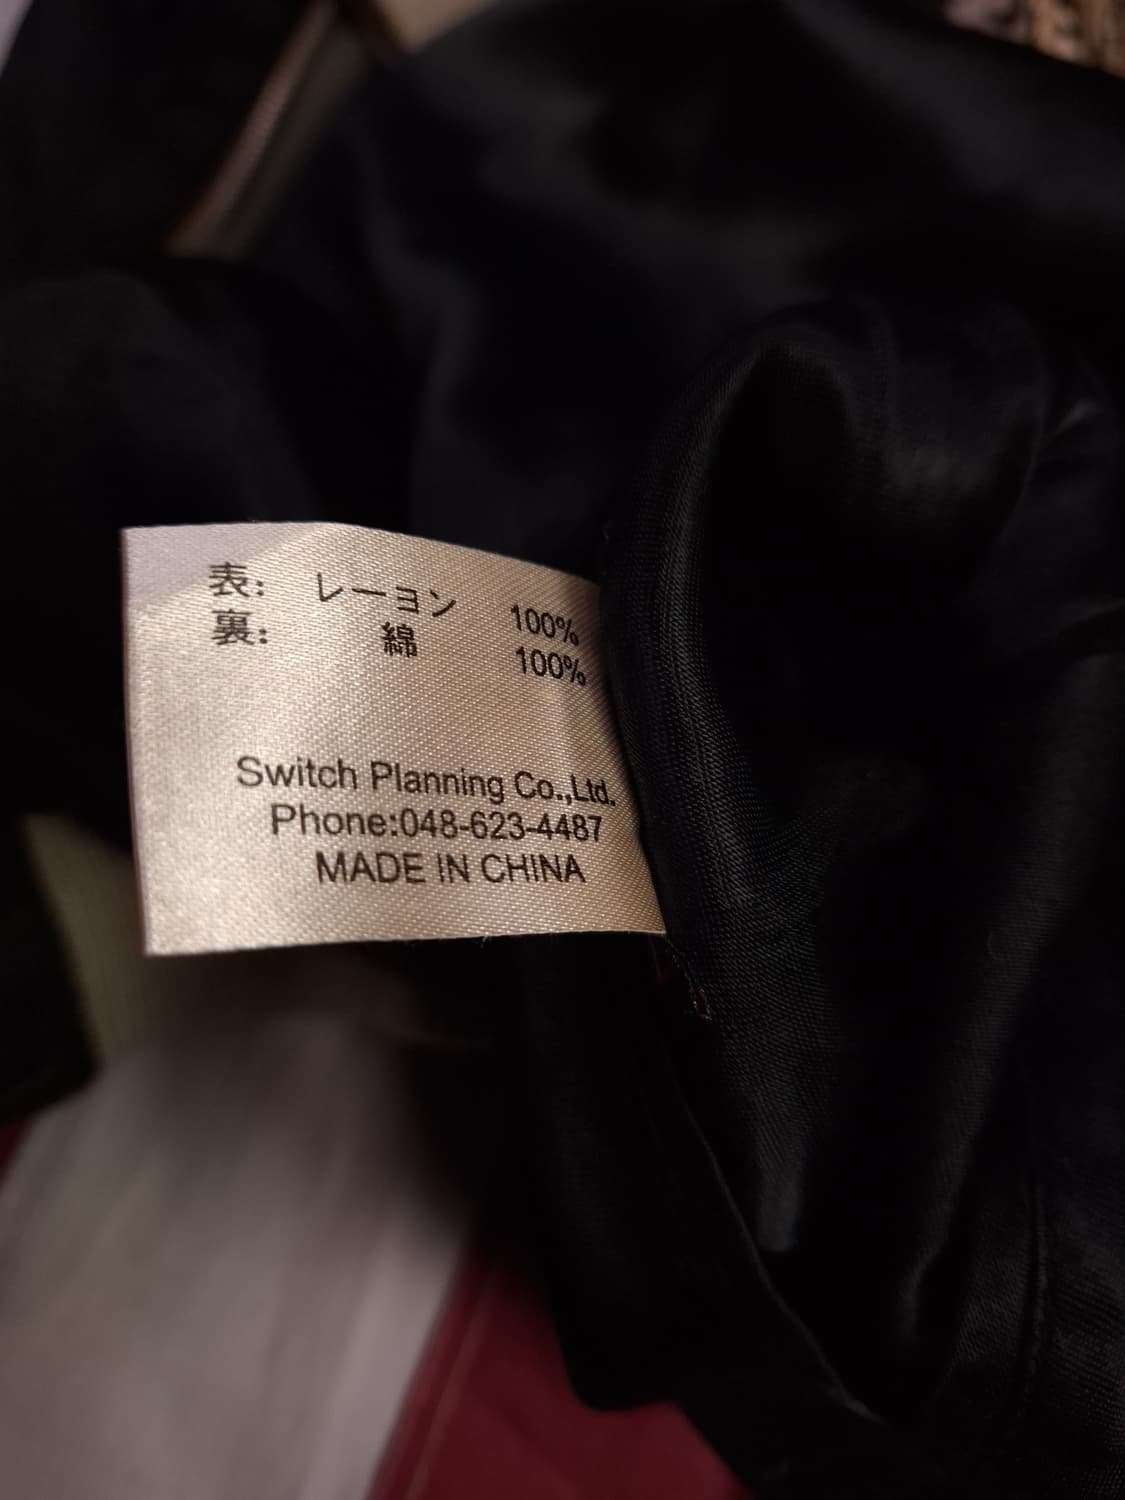 表: レーヨン 100%
裏: 綿 100%
Switch Planning Co.,Ltd.
Phone:048-623-4487
MADE IN CHINA